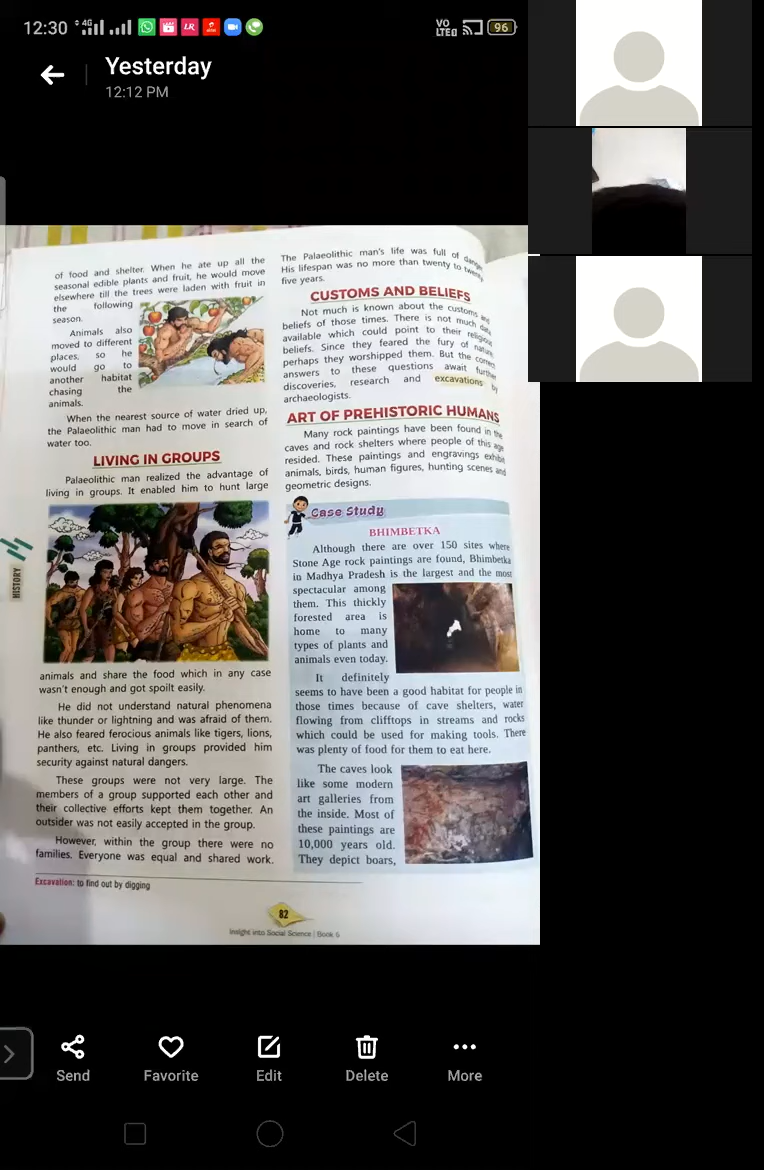 12:30
4G
VO
LTE
96
Yesterday
12:12 PM
of food and shelter. When he ate up all the
seasonal edible plants and fruit, he would move
elsewhere till the trees were laden with fruit in
the following
season.
Animals also
moved to different
places, so he
would go to
another habitat
chasing the
animals.
When the nearest source of water dried up,
the Palaeolithic man had to move in search of
water too.
LIVING IN GROUPS
Palaeolithic man realized the advantage of
living in groups. It enabled him to hunt large
HISTORY
animals and share the food which in any case
wasn't enough and got spoilt easily.
He did not understand natural phenomena
like thunder or lightning and was afraid of them.
He also feared ferocious animals like tigers, lions,
panthers, etc. Living in groups provided him
security against natural dangers.
These groups were not very large. The
members of a group supported each other and
their collective efforts kept them together. An
outsider was not easily accepted in the group.
However, within the group there were no
families. Everyone was equal and shared work.
The Palaeolithic man's life was full of
His lifespan was no more than twenty to twenty
five years.
CUSTOMS AND BELIEFS
Not much is known about the customs and
beliefs of those times. There is not much data
available which could point to their religious
beliefs. Since they feared the fury of nature
perhaps they worshipped them. But the correct
answers to these questions await further
discoveries, research and excavations by
archaeologists.
ART OF PREHISTORIC HUMANS
Many rock paintings have been found in the
caves and rock shelters where people of this age
resided. These paintings and engravings exhibit
animals, birds, human figures, hunting scenes and
geometric designs.
Case Study
BHIMBETKA
Although there are over 150 sites where
Stone Age rock paintings are found, Bhimbetka
in Madhya Pradesh is the largest and the most
spectacular among
them. This thickly
forested area is
home to many
types of plants and
animals even today.
It definitely
seems to have been a good habitat for people in
those times because of cave shelters, water
flowing from clifftops in streams and rocks
which could be used for making tools. There
was plenty of food for them to eat here.
The caves look
like some modern
art galleries from
the inside. Most of
these paintings are
10,000 years old.
They depict boars,
Excavation: to find out by digging
82
Insight into Social Science | Book 6
Send
Favorite
Edit
Delete
More